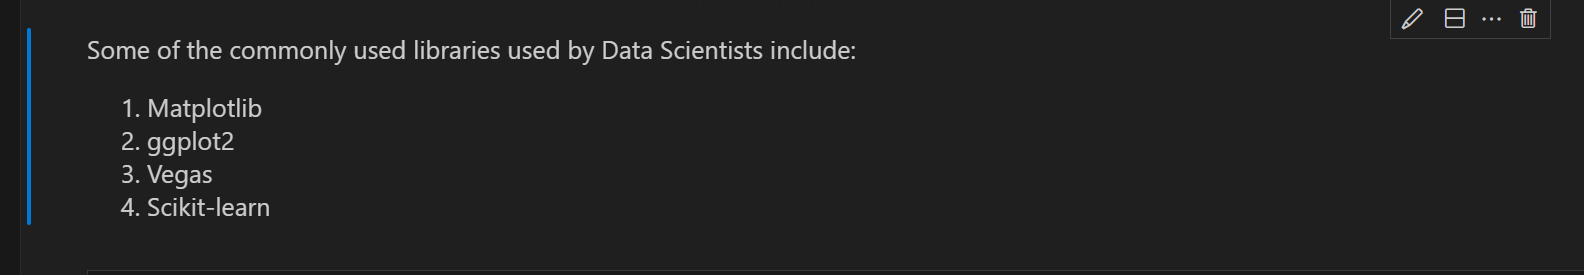 Some of the commonly used libraries used by Data Scientists include:
1. Matplotlib
2. ggplot2
3. Vegas
4. Scikit-learn